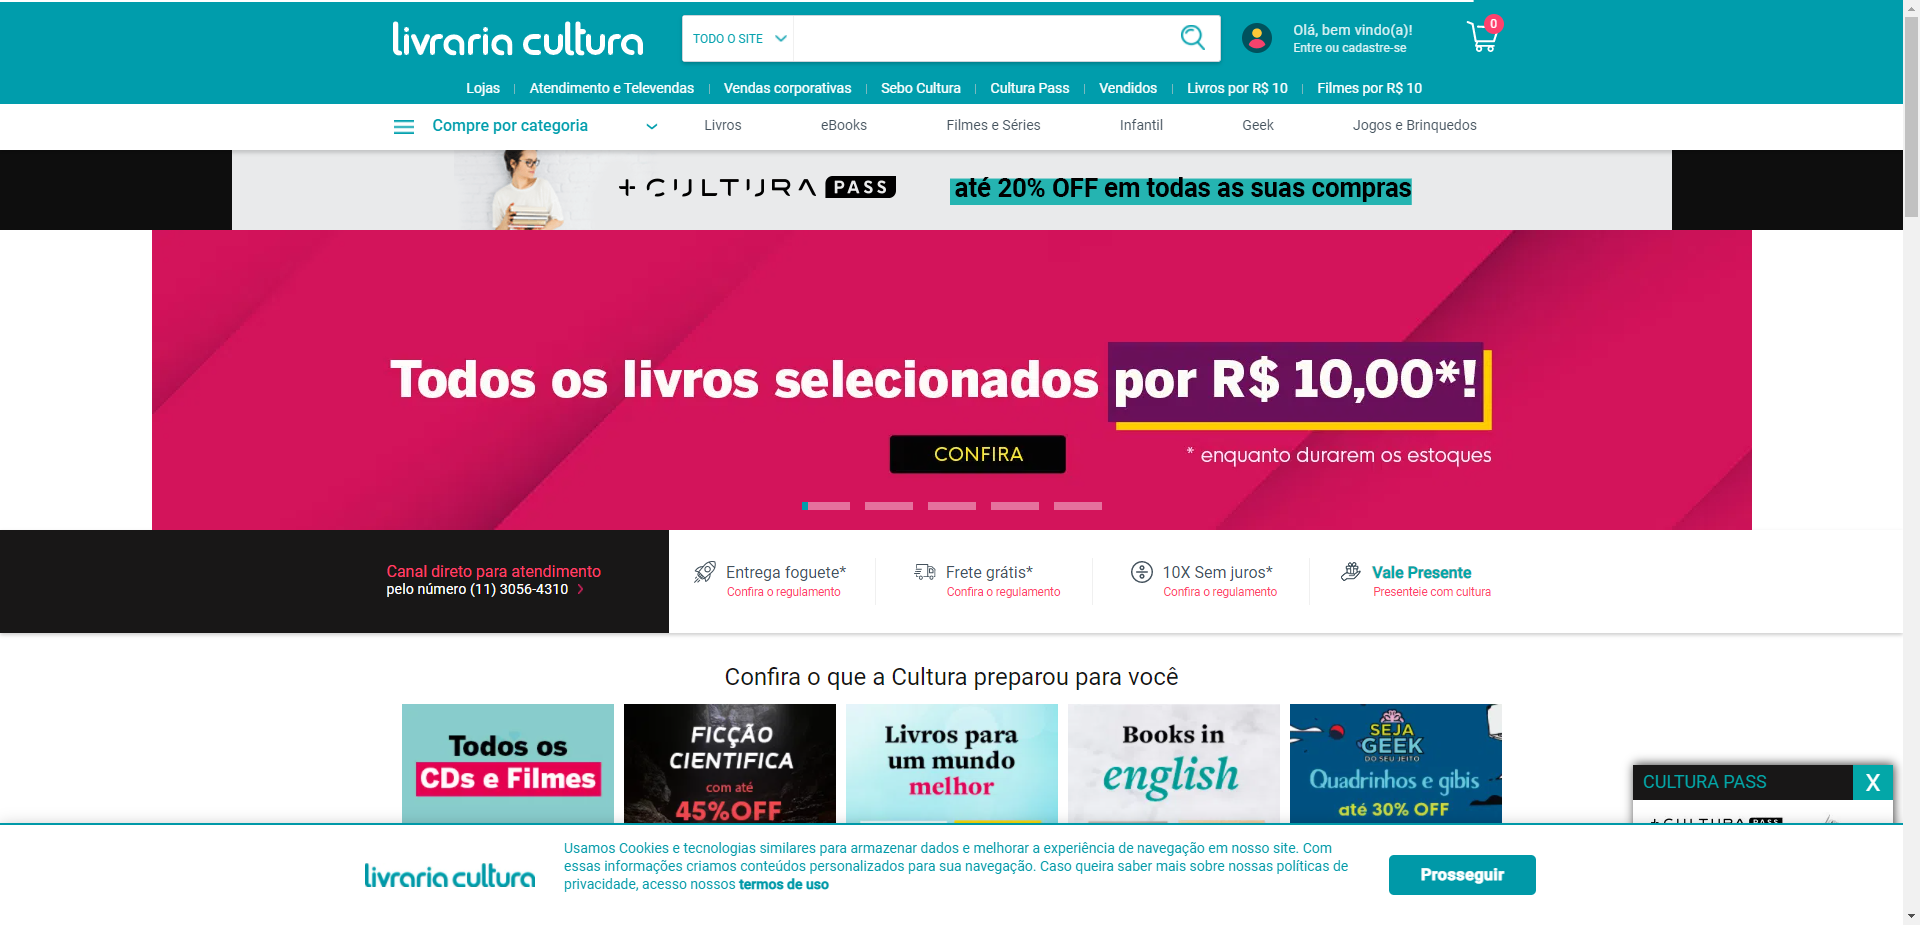 livraria cultura
TODO O SITE
Olá, bem vindo(a)!
Entre ou cadastre-se
0
Lojas
Atendimento e Televendas
Vendas corporativas
Sebo Cultura
Cultura Pass
Vendidos
Livros por R$ 10
Filmes por R$ 10
Compre por categoria
Livros
eBooks
Filmes e Séries
Infantil
Geek
Jogos e Brinquedos
+CULTURA PASS
até 20% OFF em todas as suas compras
Todos os livros selecionados por R$ 10,00*!
CONFIRA
* enquanto durarem os estoques
Canal direto para atendimento
pelo número (11) 3056-4310
Entrega foguete*
Confira o regulamento
Frete grátis*
Confira o regulamento
10X Sem juros*
Confira o regulamento
Vale Presente
Presenteie com cultura
Confira o que a Cultura preparou para você
Todos os
CDs e Filmes
FICÇÃO
CIENTIFICA
com até
45%OFF
Livros para
um mundo
melhor
Books in
english
SEJA
GEEK
DO SEU JEITO
Quadrinhos e gibis
até 30% OFF
CULTURA PASS
X
+CULTURA PASS
livraria cultura
Usamos Cookies e tecnologias similares para armazenar dados e melhorar a experiência de navegação em nosso site. Com
essas informações criamos conteúdos personalizados para sua navegação. Caso queira saber mais sobre nossas políticas de
privacidade, acesso nossos termos de uso
Prosseguir